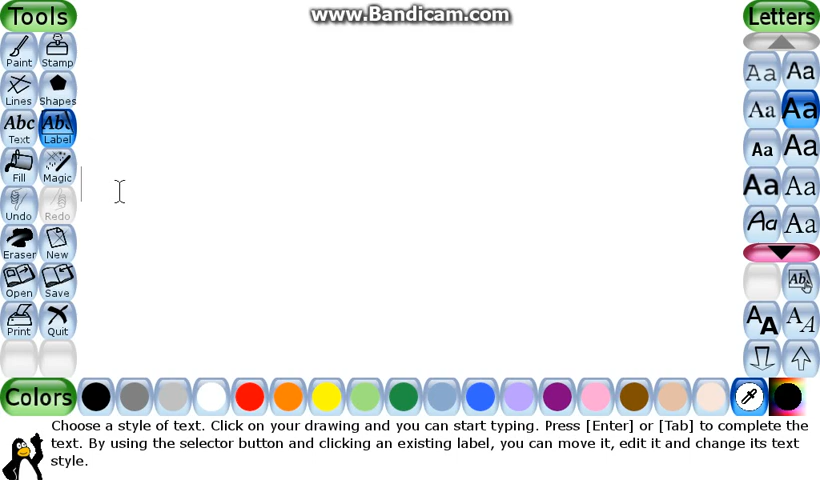 Tools
www.Bandicam.com
Letters
Paint
Stamp
Lines
Shapes
Abc
Text
Abc
Label
Fill
Magic
Undo
Redo
Eraser
New
Open
Save
Print
Quit
Aa Aa
Aa Aa
Aa Aa
Aa Aa
Aa Aa
Abc
AA AA
Colors
Choose a style of text. Click on your drawing and you can start typing. Press [Enter] or [Tab] to complete the
text. By using the selector button and clicking an existing label, you can move it, edit it and change its text
style.